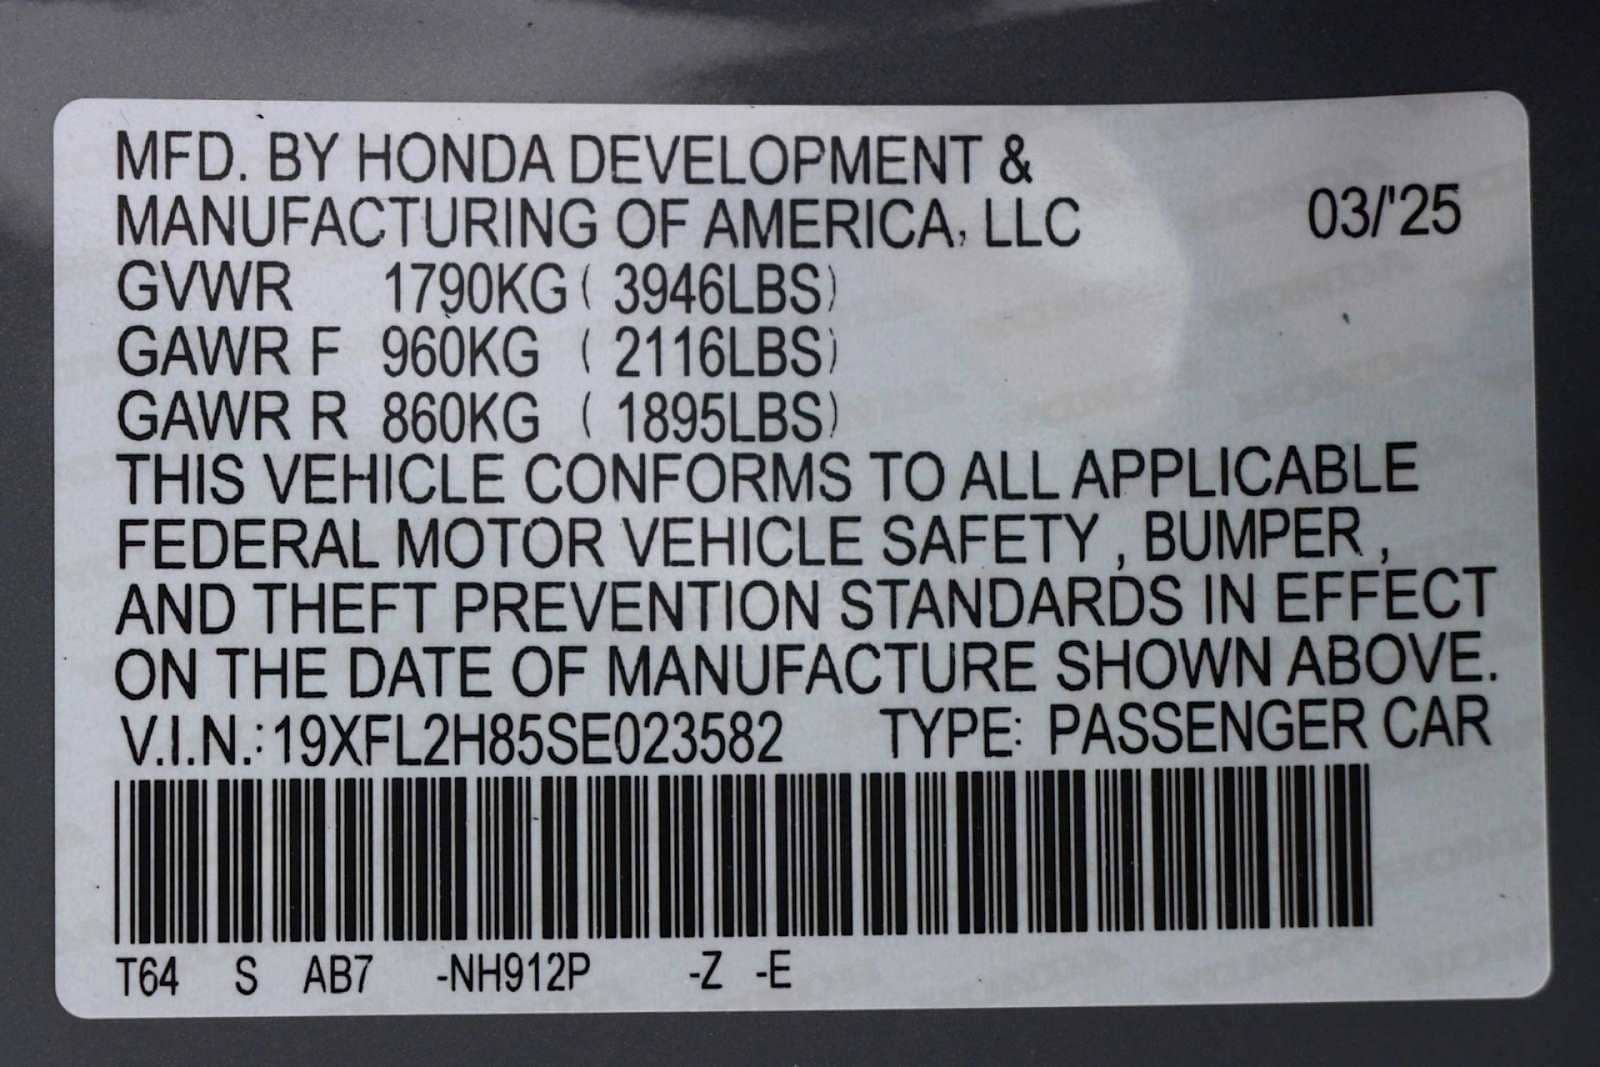 MFD. BY HONDA DEVELOPMENT &
MANUFACTURING OF AMERICA, LLC 03/'25
GVWR 1790KG ( 3946LBS)
GAWR F 960KG ( 2116LBS)
GAWR R 860KG ( 1895LBS)
THIS VEHICLE CONFORMS TO ALL APPLICABLE
FEDERAL MOTOR VEHICLE SAFETY , BUMPER ,
AND THEFT PREVENTION STANDARDS IN EFFECT
ON THE DATE OF MANUFACTURE SHOWN ABOVE.
V.I.N.:19XFL2H85SE023582 TYPE: PASSENGER CAR
T64 S AB7 -NH912P -Z -E